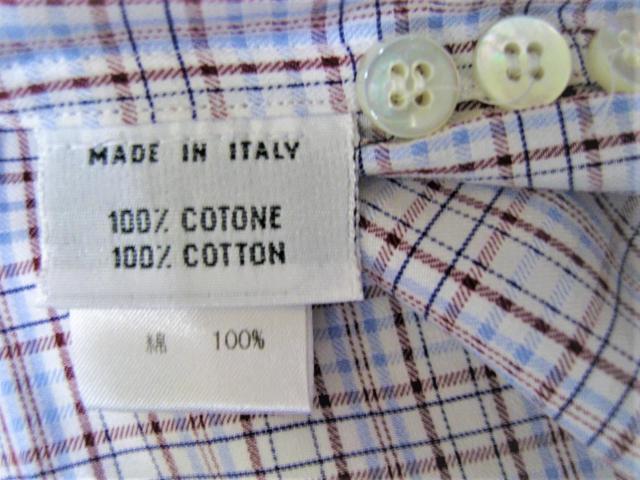 MADE IN ITALY
100% COTONE
100% COTTON
綿 100%